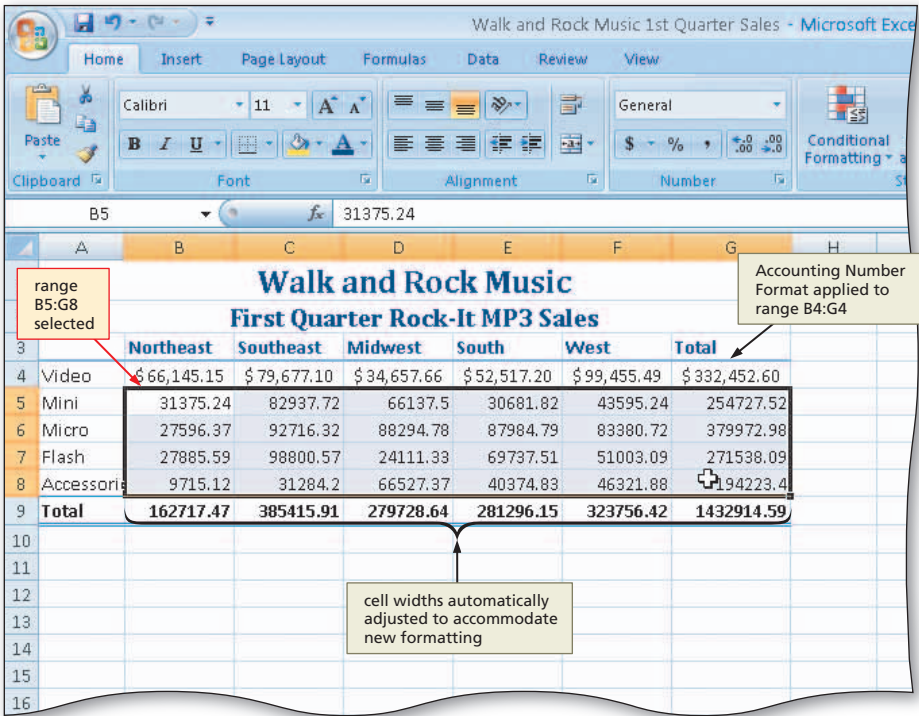 Walk and Rock Music 1st Quarter Sales - Microsoft Exce
Home Insert Page Layout Formulas Data Review View
Calibri 11 A A General
Paste B I U A a $ % , .0 .00 .00 .0 Conditional
Formatting a
Clipboard Font Alignment Number St
B5 fx 31375.24
A B C D E F G H
range
B5:G8
selected
Walk and Rock Music
Accounting Number
Format applied to
range B4:G4
First Quarter Rock-It MP3 Sales
3 Northeast Southeast Midwest South West Total
4 Video $66,145.15 $79,677.10 $34,657.66 $52,517.20 $99,455.49 $332,452.60
5 Mini 31375.24 82937.72 66137.5 30681.82 43595.24 254727.52
6 Micro 27596.37 92716.32 88294.78 87984.79 83380.72 379972.98
7 Flash 27885.59 98800.57 24111.33 69737.51 51003.09 271538.09
8 Accessori 9715.12 31284.2 66527.37 40374.83 46321.88 194223.4
9 Total 162717.47 385415.91 279728.64 281296.15 323756.42 1432914.59
10
11
12
13
14
15
16
cell widths automatically
adjusted to accommodate
new formatting